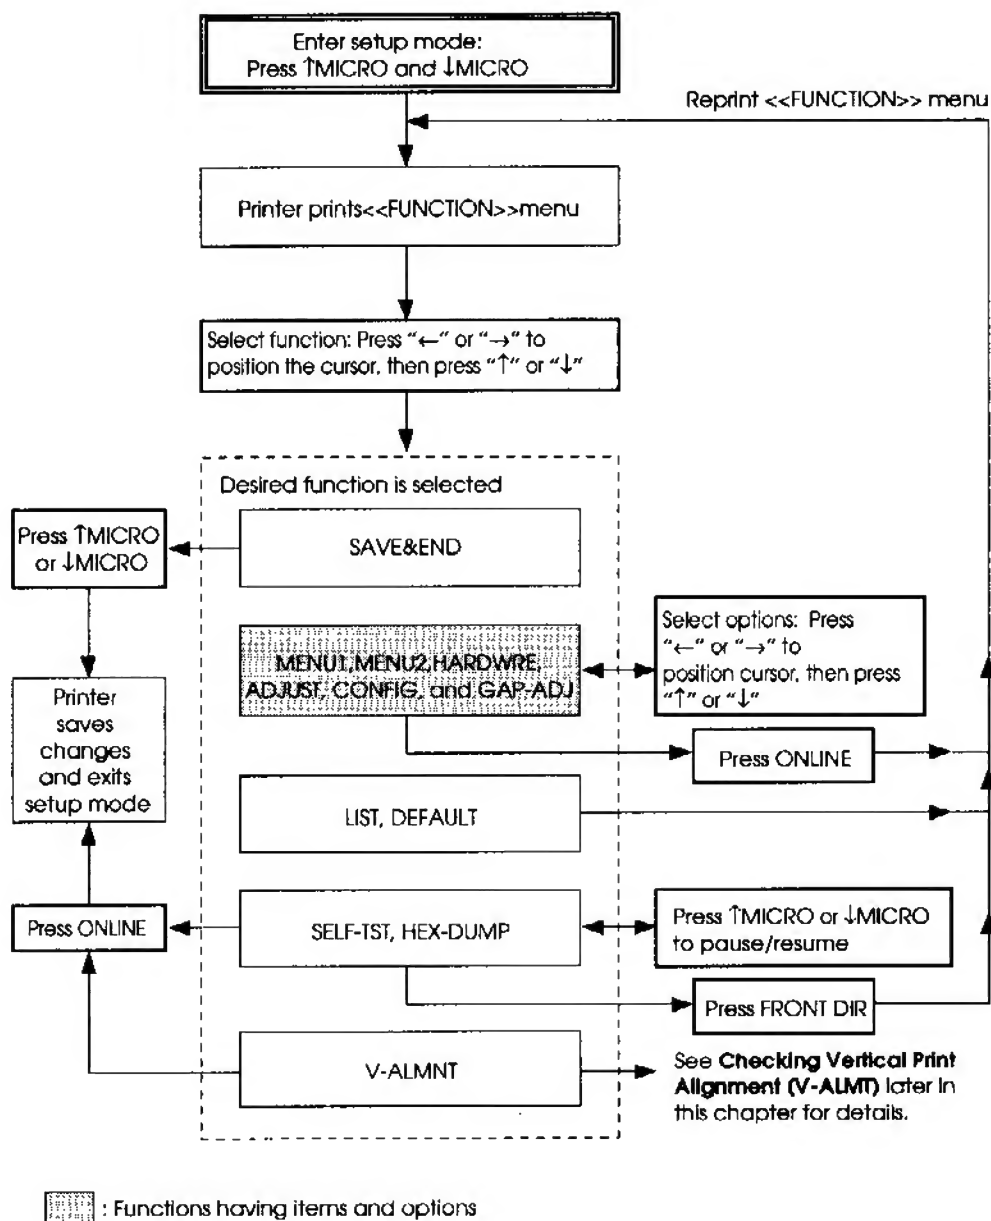 Enter setup mode:
Press ↑MICRO and ↓MICRO
Reprint <<FUNCTION>> menu
Printer prints<<FUNCTION>>menu
Select function: Press "←" or "→" to
position the cursor, then press "↑" or "↓"
Desired function is selected
Press ↑MICRO
or ↓MICRO
SAVE&END
Select options: Press
"←" or "→" to
position cursor, then press
"↑" or "↓"
MENU1,MENU2,HARDWRE,
ADJUST, CONFIG, and GAP-ADJ
Printer
saves
changes
and exits
setup mode
Press ONLINE
LIST, DEFAULT
Press ONLINE
SELF-TST, HEX-DUMP
Press ↑MICRO or ↓MICRO
to pause/resume
Press FRONT DIR
V-ALMNT
See Checking Vertical Print
Alignment (V-ALMT) later in
this chapter for details.
: Functions having items and options